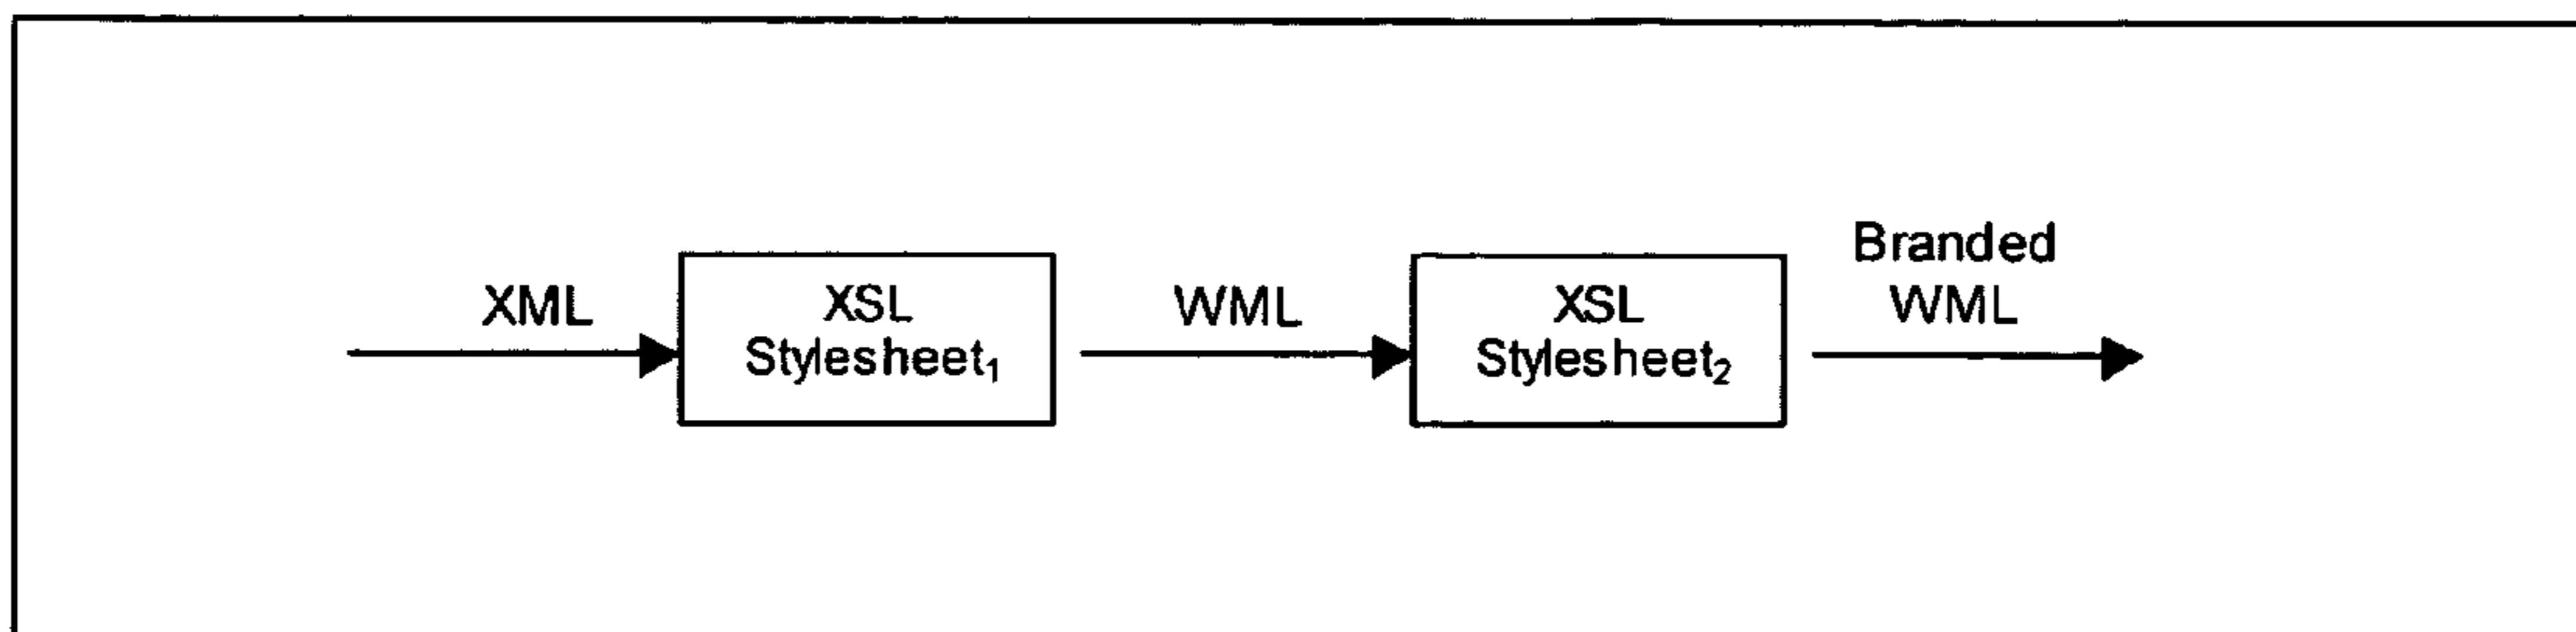 XML
XSL
Stylesheet₁
WML
XSL
Stylesheet₂
Branded
WML